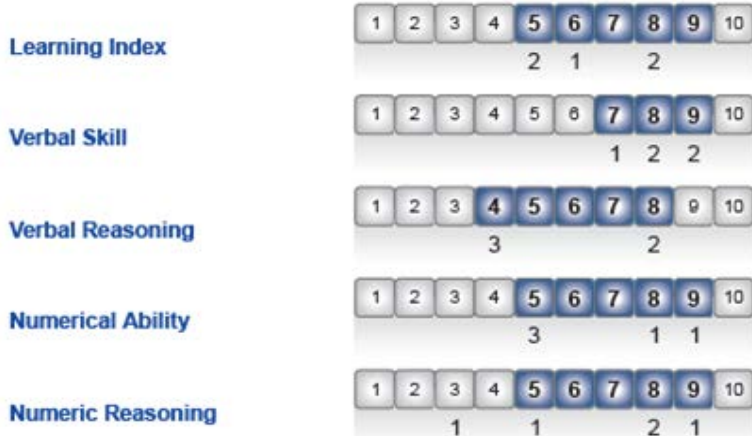 1 2 3 4 5 6 7 8 9 10
Learning Index
2 1 2
1 2 3 4 5 6 7 8 9 10
Verbal Skill
1 2 2
1 2 3 4 5 6 7 8 9 10
Verbal Reasoning
3 2
1 2 3 4 5 6 7 8 9 10
Numerical Ability
3 1 1
1 2 3 4 5 6 7 8 9 10
Numeric Reasoning
1 1 2 1